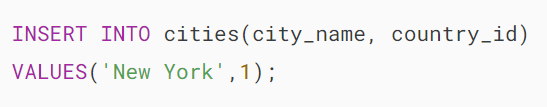 INSERT INTO cities(city_name, country_id)
VALUES('New York',1);